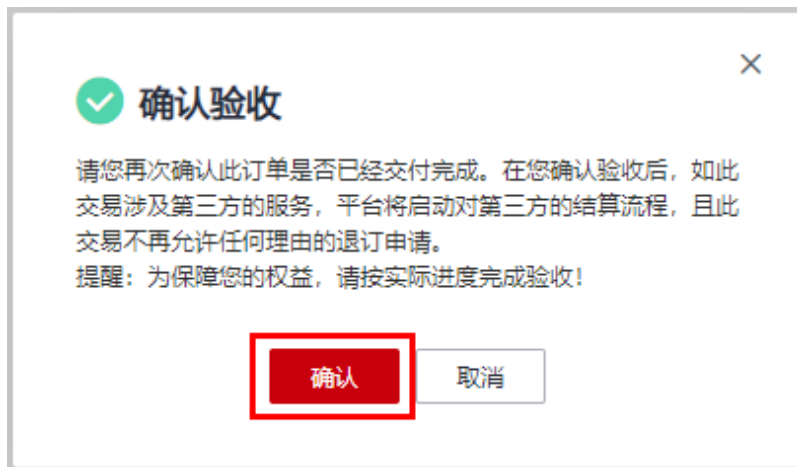 确认验收
请您再次确认此订单是否已经交付完成。在您确认验收后，如此
交易涉及第三方的服务，平台将启动对第三方的结算流程，且此
交易不再允许任何理由的退订申请。
提醒：为保障您的权益，请按实际进度完成验收！
确认 取消